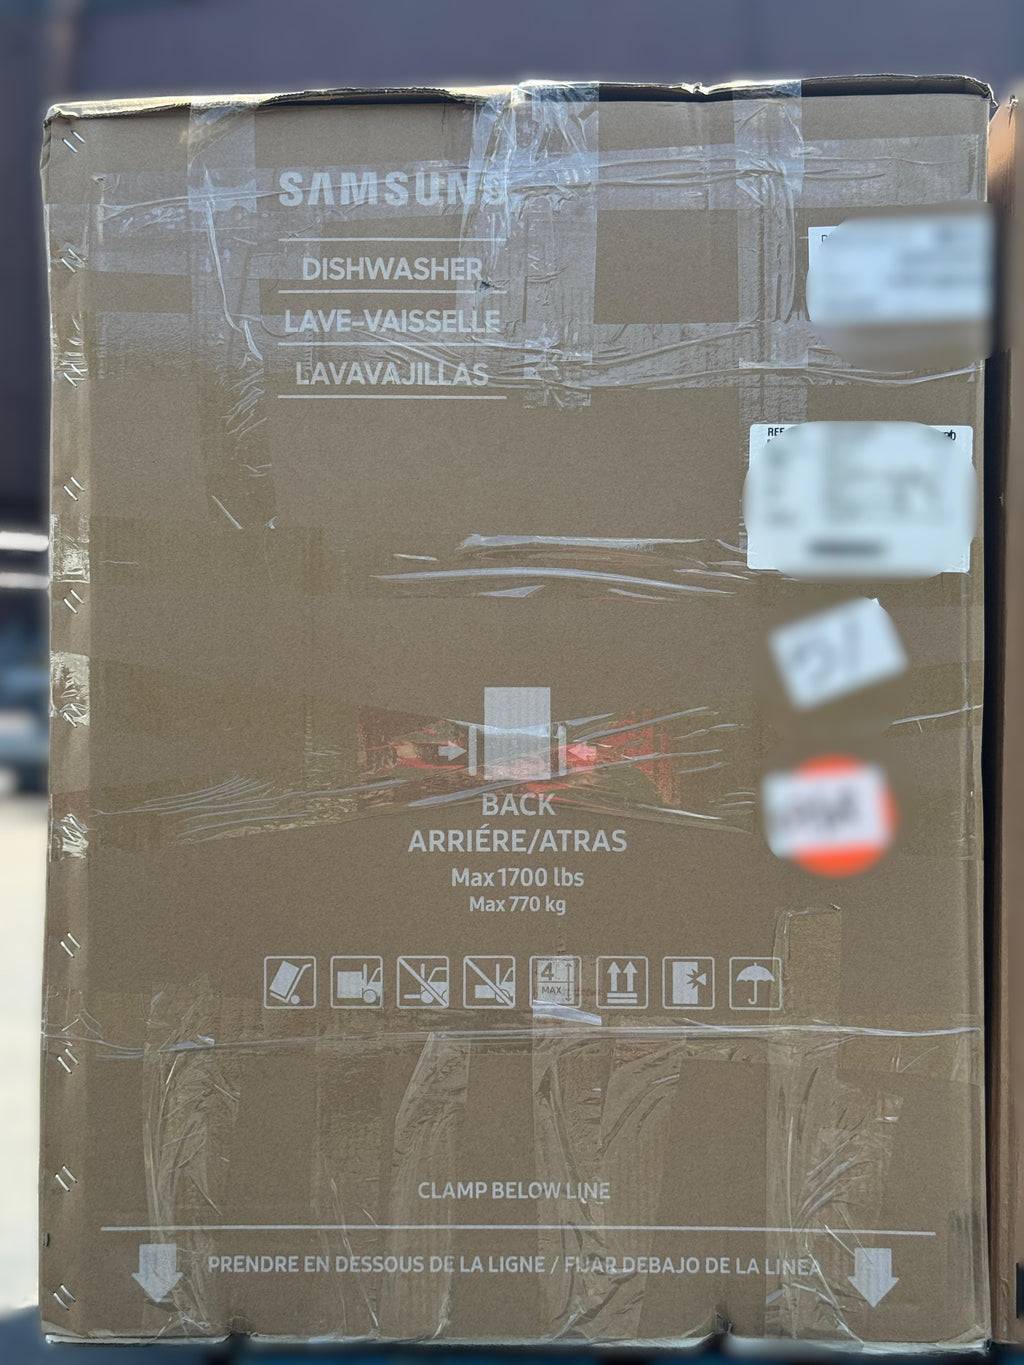 SAMSUNG
DISHWASHER
LAVE-VAISSELLE
LAVAVAJILLAS
REF
BACK
ARRIÉRE/ATRAS
Max 1700 lbs
Max 770 kg
4
MAX
CLAMP BELOW LINE
PRENDRE EN DESSOUS DE LA LIGNE / FIJAR DEBAJO DE LA LINEA